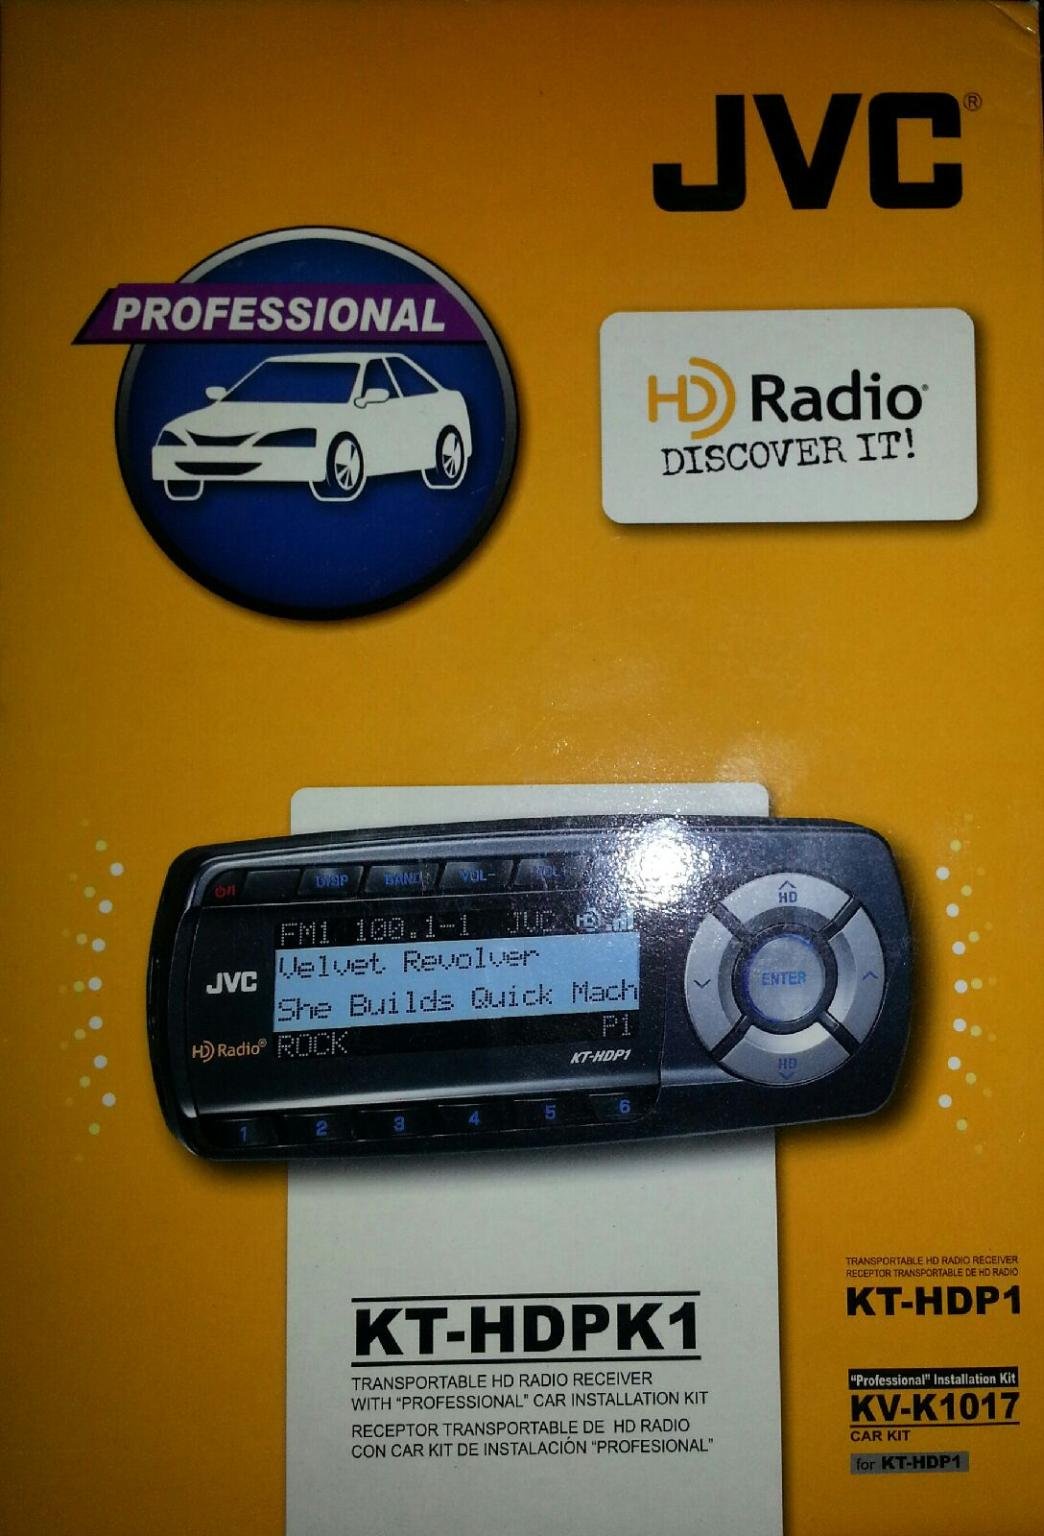 JVC®
PROFESSIONAL
HD Radio®
DISCOVER IT!
DISP BAND VOL- VOL+
FM1 100.1-1 JVC HD
Velvet Revolver
She Builds Quick Mach
ROCK P1
JVC
HD Radio®
KT-HDP1
1 2 3 4 5 6
HD
ENTER
HD
TRANSPORTABLE HD RADIO RECEIVER
RECEPTOR TRANSPORTABLE DE HD RADIO
KT-HDP1
KT-HDPK1
TRANSPORTABLE HD RADIO RECEIVER
WITH "PROFESSIONAL" CAR INSTALLATION KIT
RECEPTOR TRANSPORTABLE DE HD RADIO
CON CAR KIT DE INSTALACIÓN "PROFESIONAL"
"Professional" Installation Kit
KV-K1017
CAR KIT
for KT-HDP1